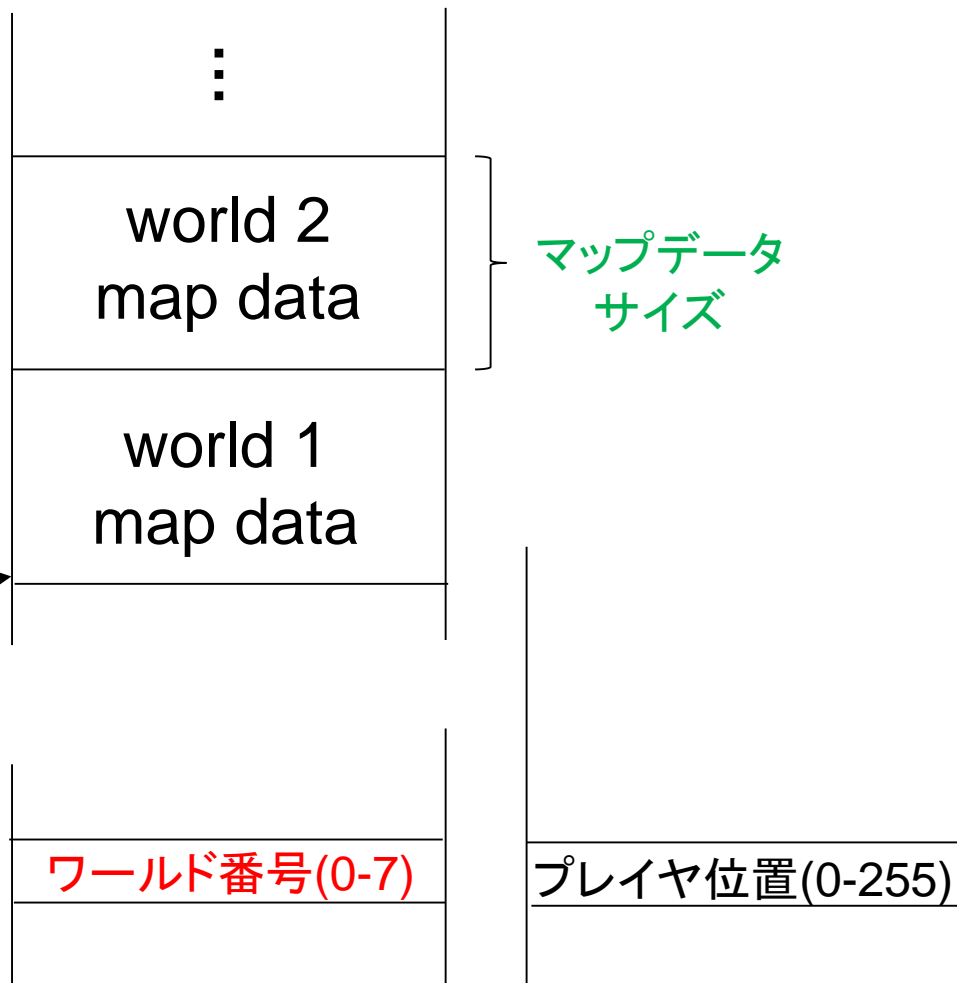 ⋮
world 2
map data
マップデータ
サイズ
world 1
map data
ワールド番号(0-7)
プレイヤ位置(0-255)